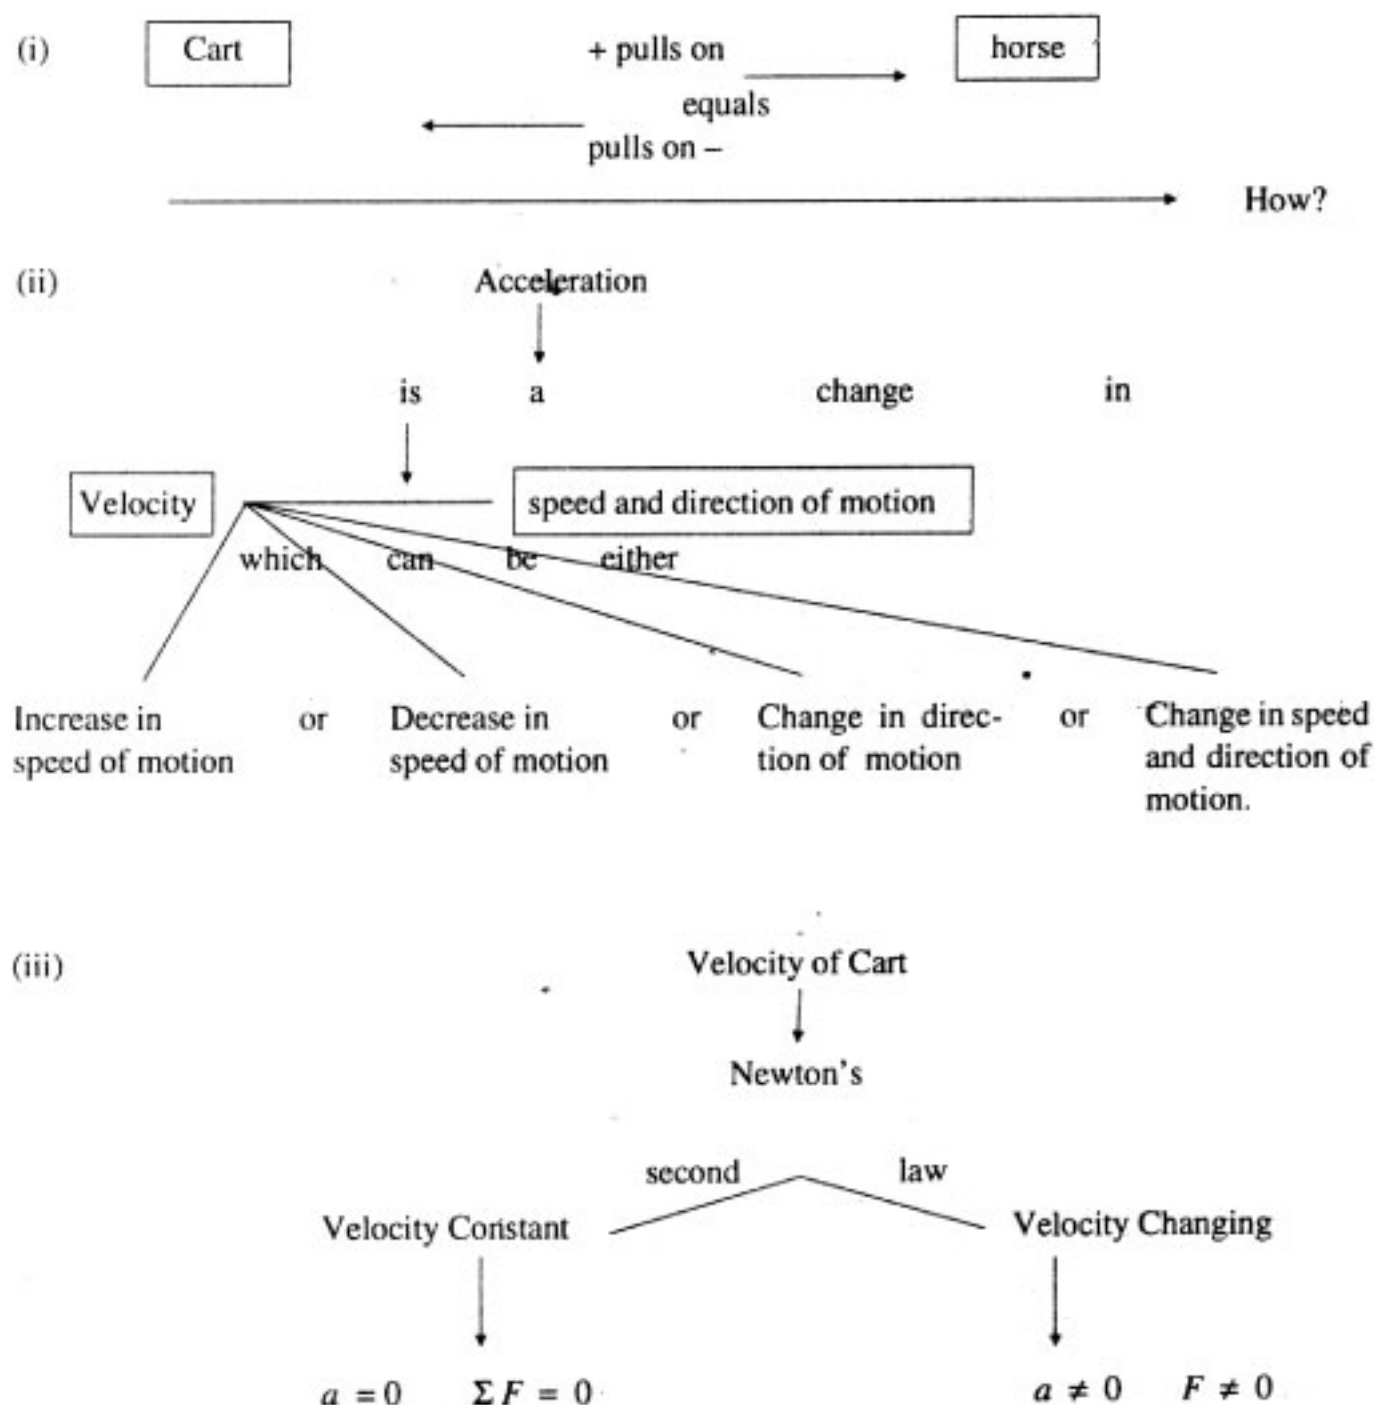 (i) Cart + pulls on horse
equals
pulls on –
How?
(ii) Acceleration
is a change in
Velocity speed and direction of motion
which can be either
Increase in or Decrease in or Change in direc- or Change in speed
speed of motion speed of motion tion of motion and direction of
motion.
(iii) Velocity of Cart
Newton's
second law
Velocity Constant Velocity Changing
a = 0 Σ F = 0 a ≠ 0 F ≠ 0